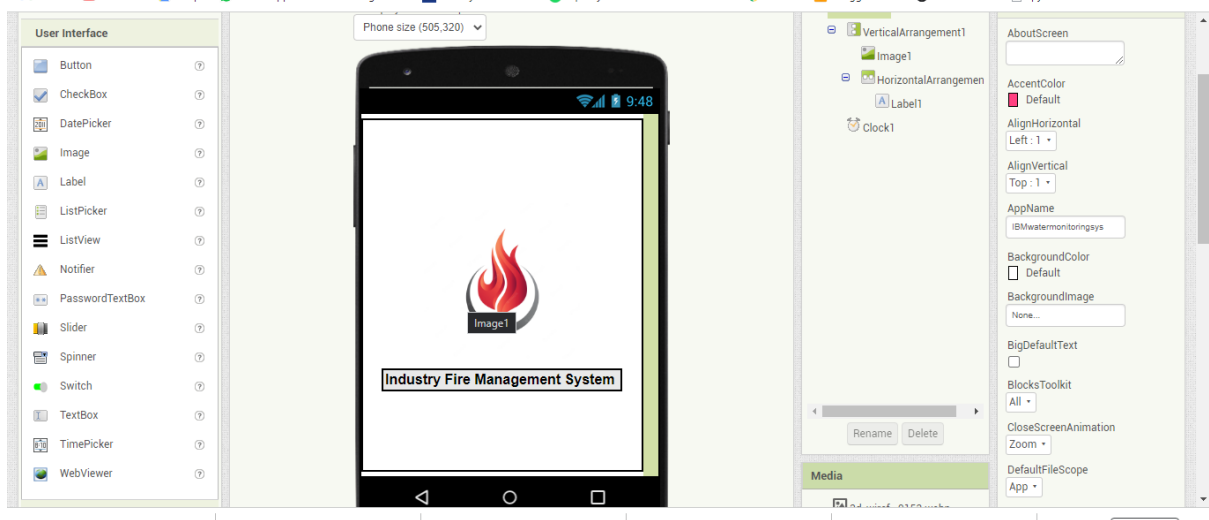 User Interface
Button
CheckBox
DatePicker
Image
Label
ListPicker
ListView
Notifier
PasswordTextBox
Slider
Spinner
Switch
TextBox
TimePicker
WebViewer
Phone size (505,320)
9:48
Image1
Industry Fire Management System
VerticalArrangement1
Image1
HorizontalArrangemen
A Label1
Clock1
Rename Delete
Media
AboutScreen
AccentColor
Default
AlignHorizontal
Left : 1
AlignVertical
Top : 1
AppName
IBMwatermonitoringsys
BackgroundColor
Default
BackgroundImage
None...
BigDefaultText
BlocksToolkit
All
CloseScreenAnimation
Zoom
DefaultFileScope
App